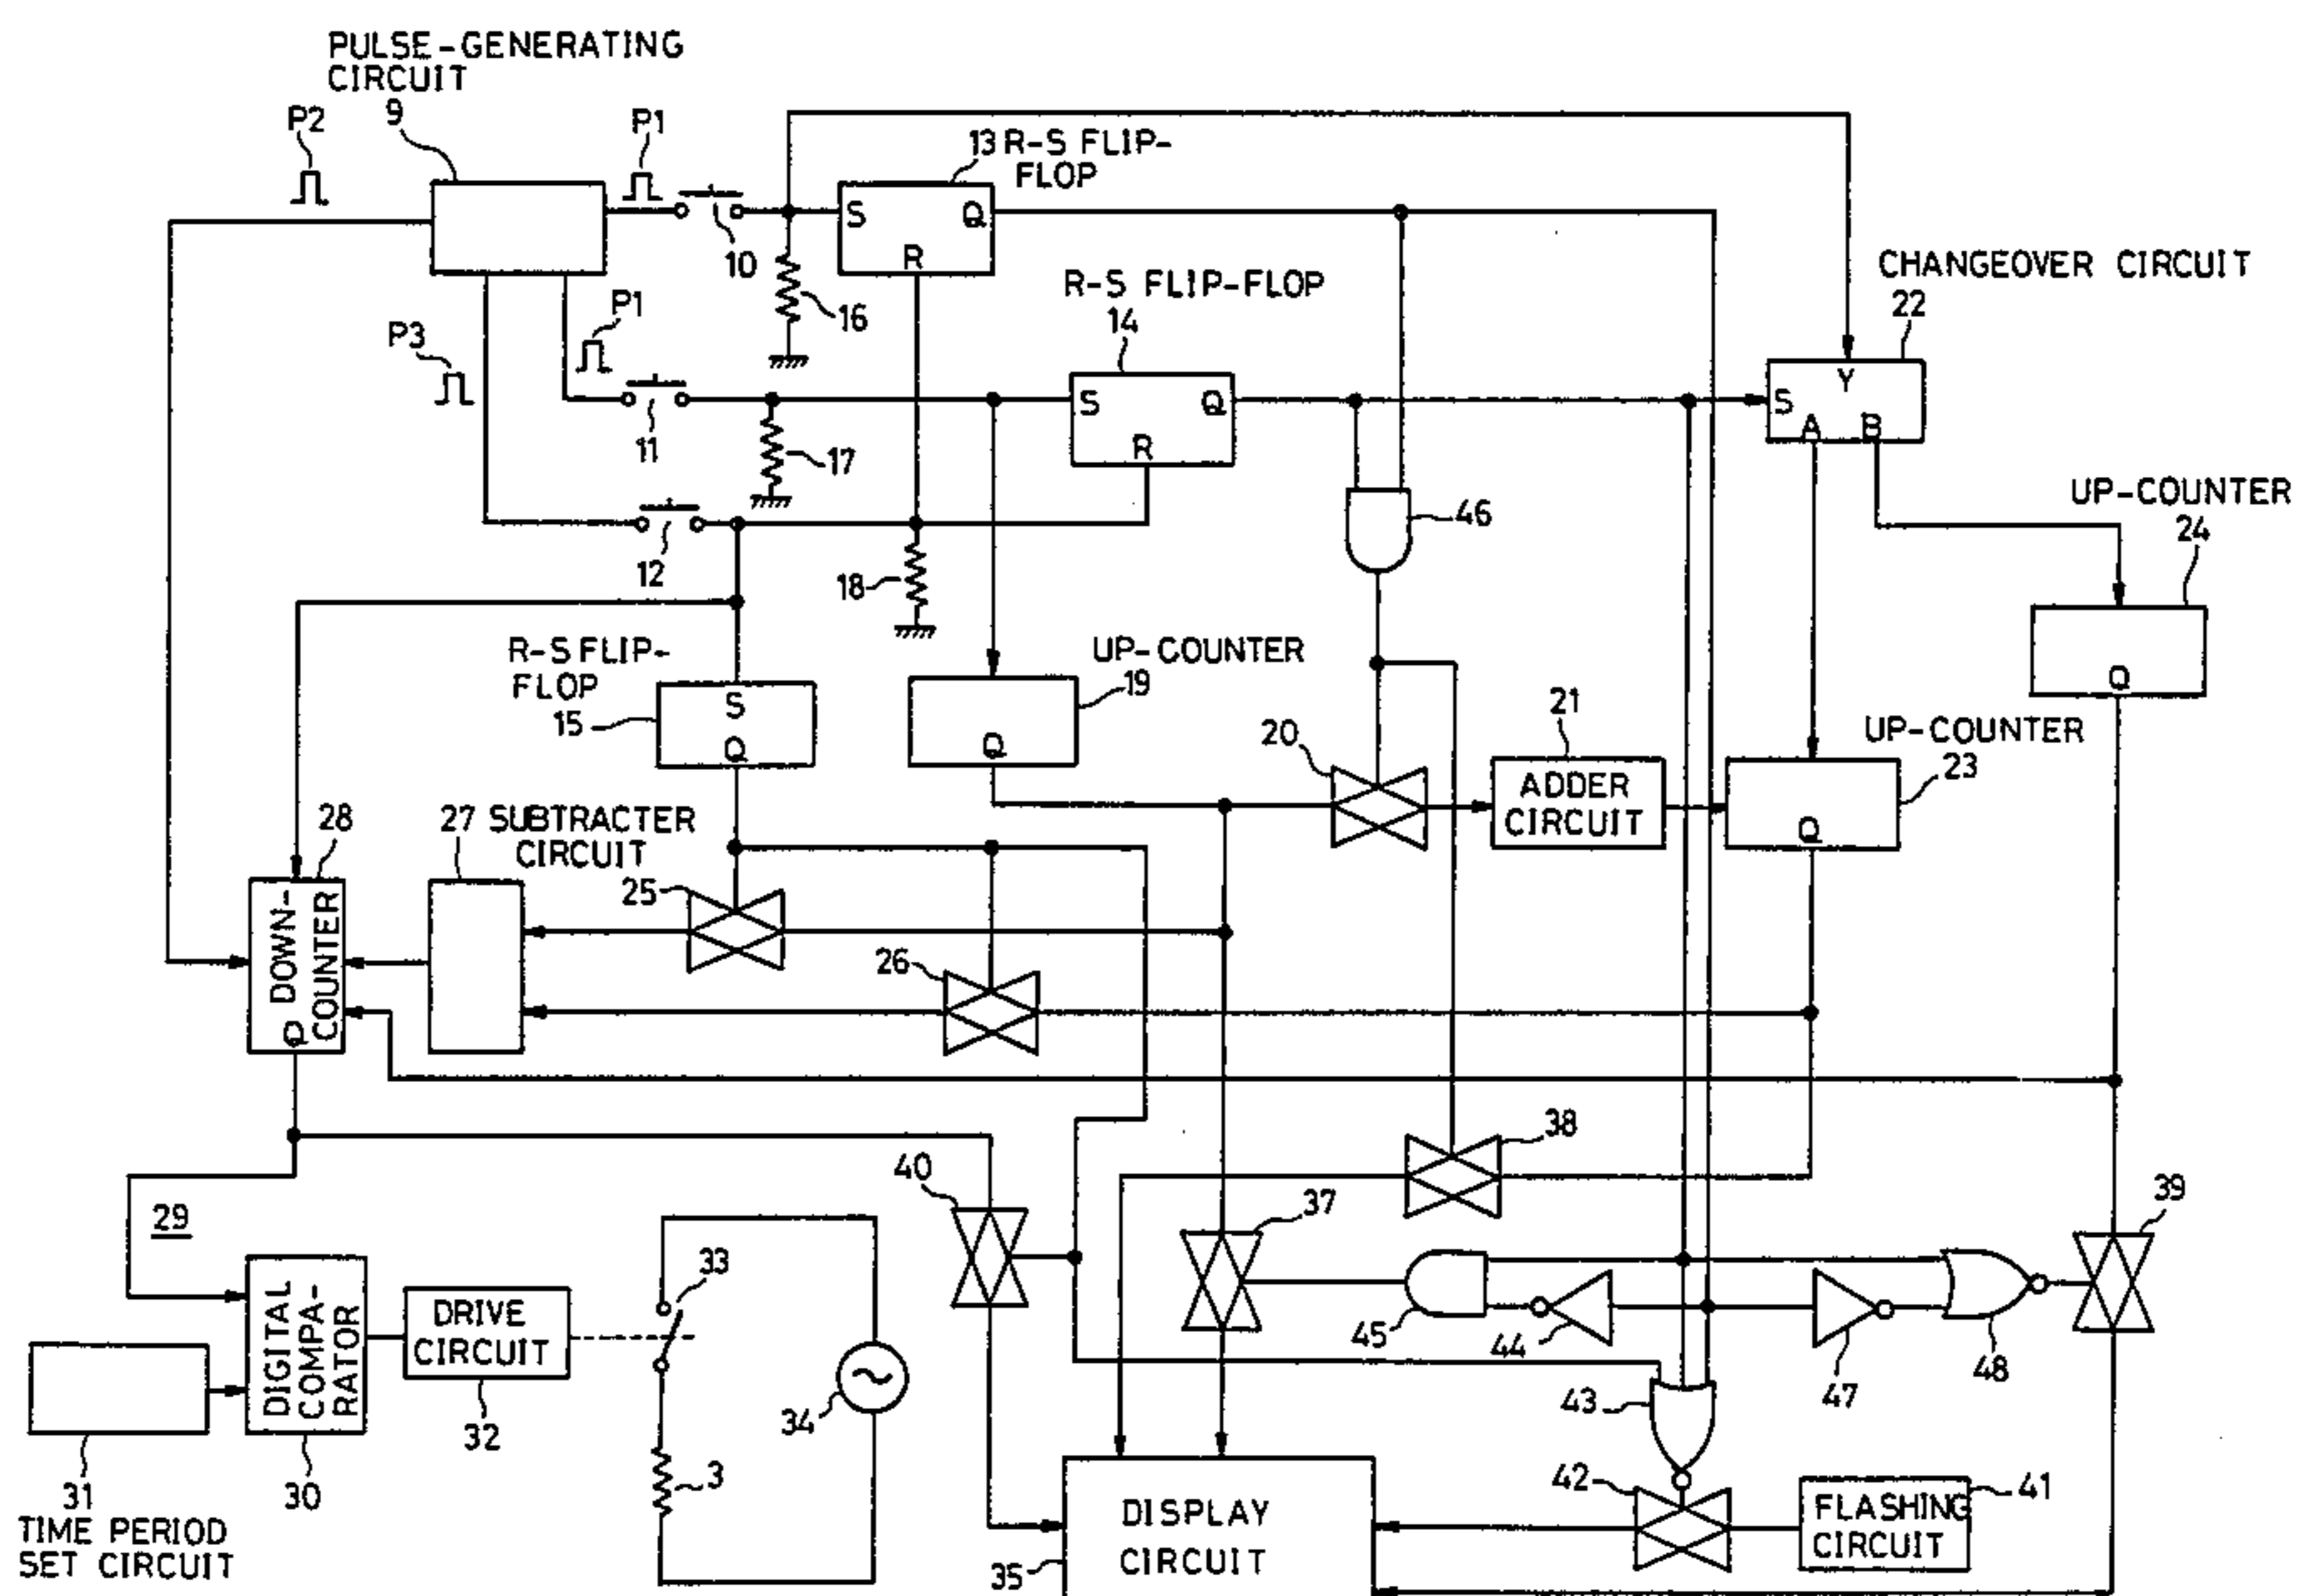 PULSE-GENERATING
CIRCUIT
9
P2
P1
13 R-S FLIP-
FLOP
S
Q
R
10
16
CHANGEOVER CIRCUIT
22
R-S FLIP-FLOP
14
P1
P3
Y
S
A
B
S
Q
R
11
17
UP-COUNTER
24
46
12
18
Q
R-S FLIP-
FLOP
15
S
Q
UP-COUNTER
19
Q
20
21
ADDER
CIRCUIT
UP-COUNTER
23
Q
28
27 SUBTRACTER
CIRCUIT
25
DOWN-
COUNTER
Q
26
38
40
39
37
29
33
DIGITAL
COMPA-
RATOR
DRIVE
CIRCUIT
45
44
47
48
34
43
32
31
30
3
42
41
FLASHING
CIRCUIT
TIME PERIOD
SET CIRCUIT
DISPLAY
CIRCUIT
35